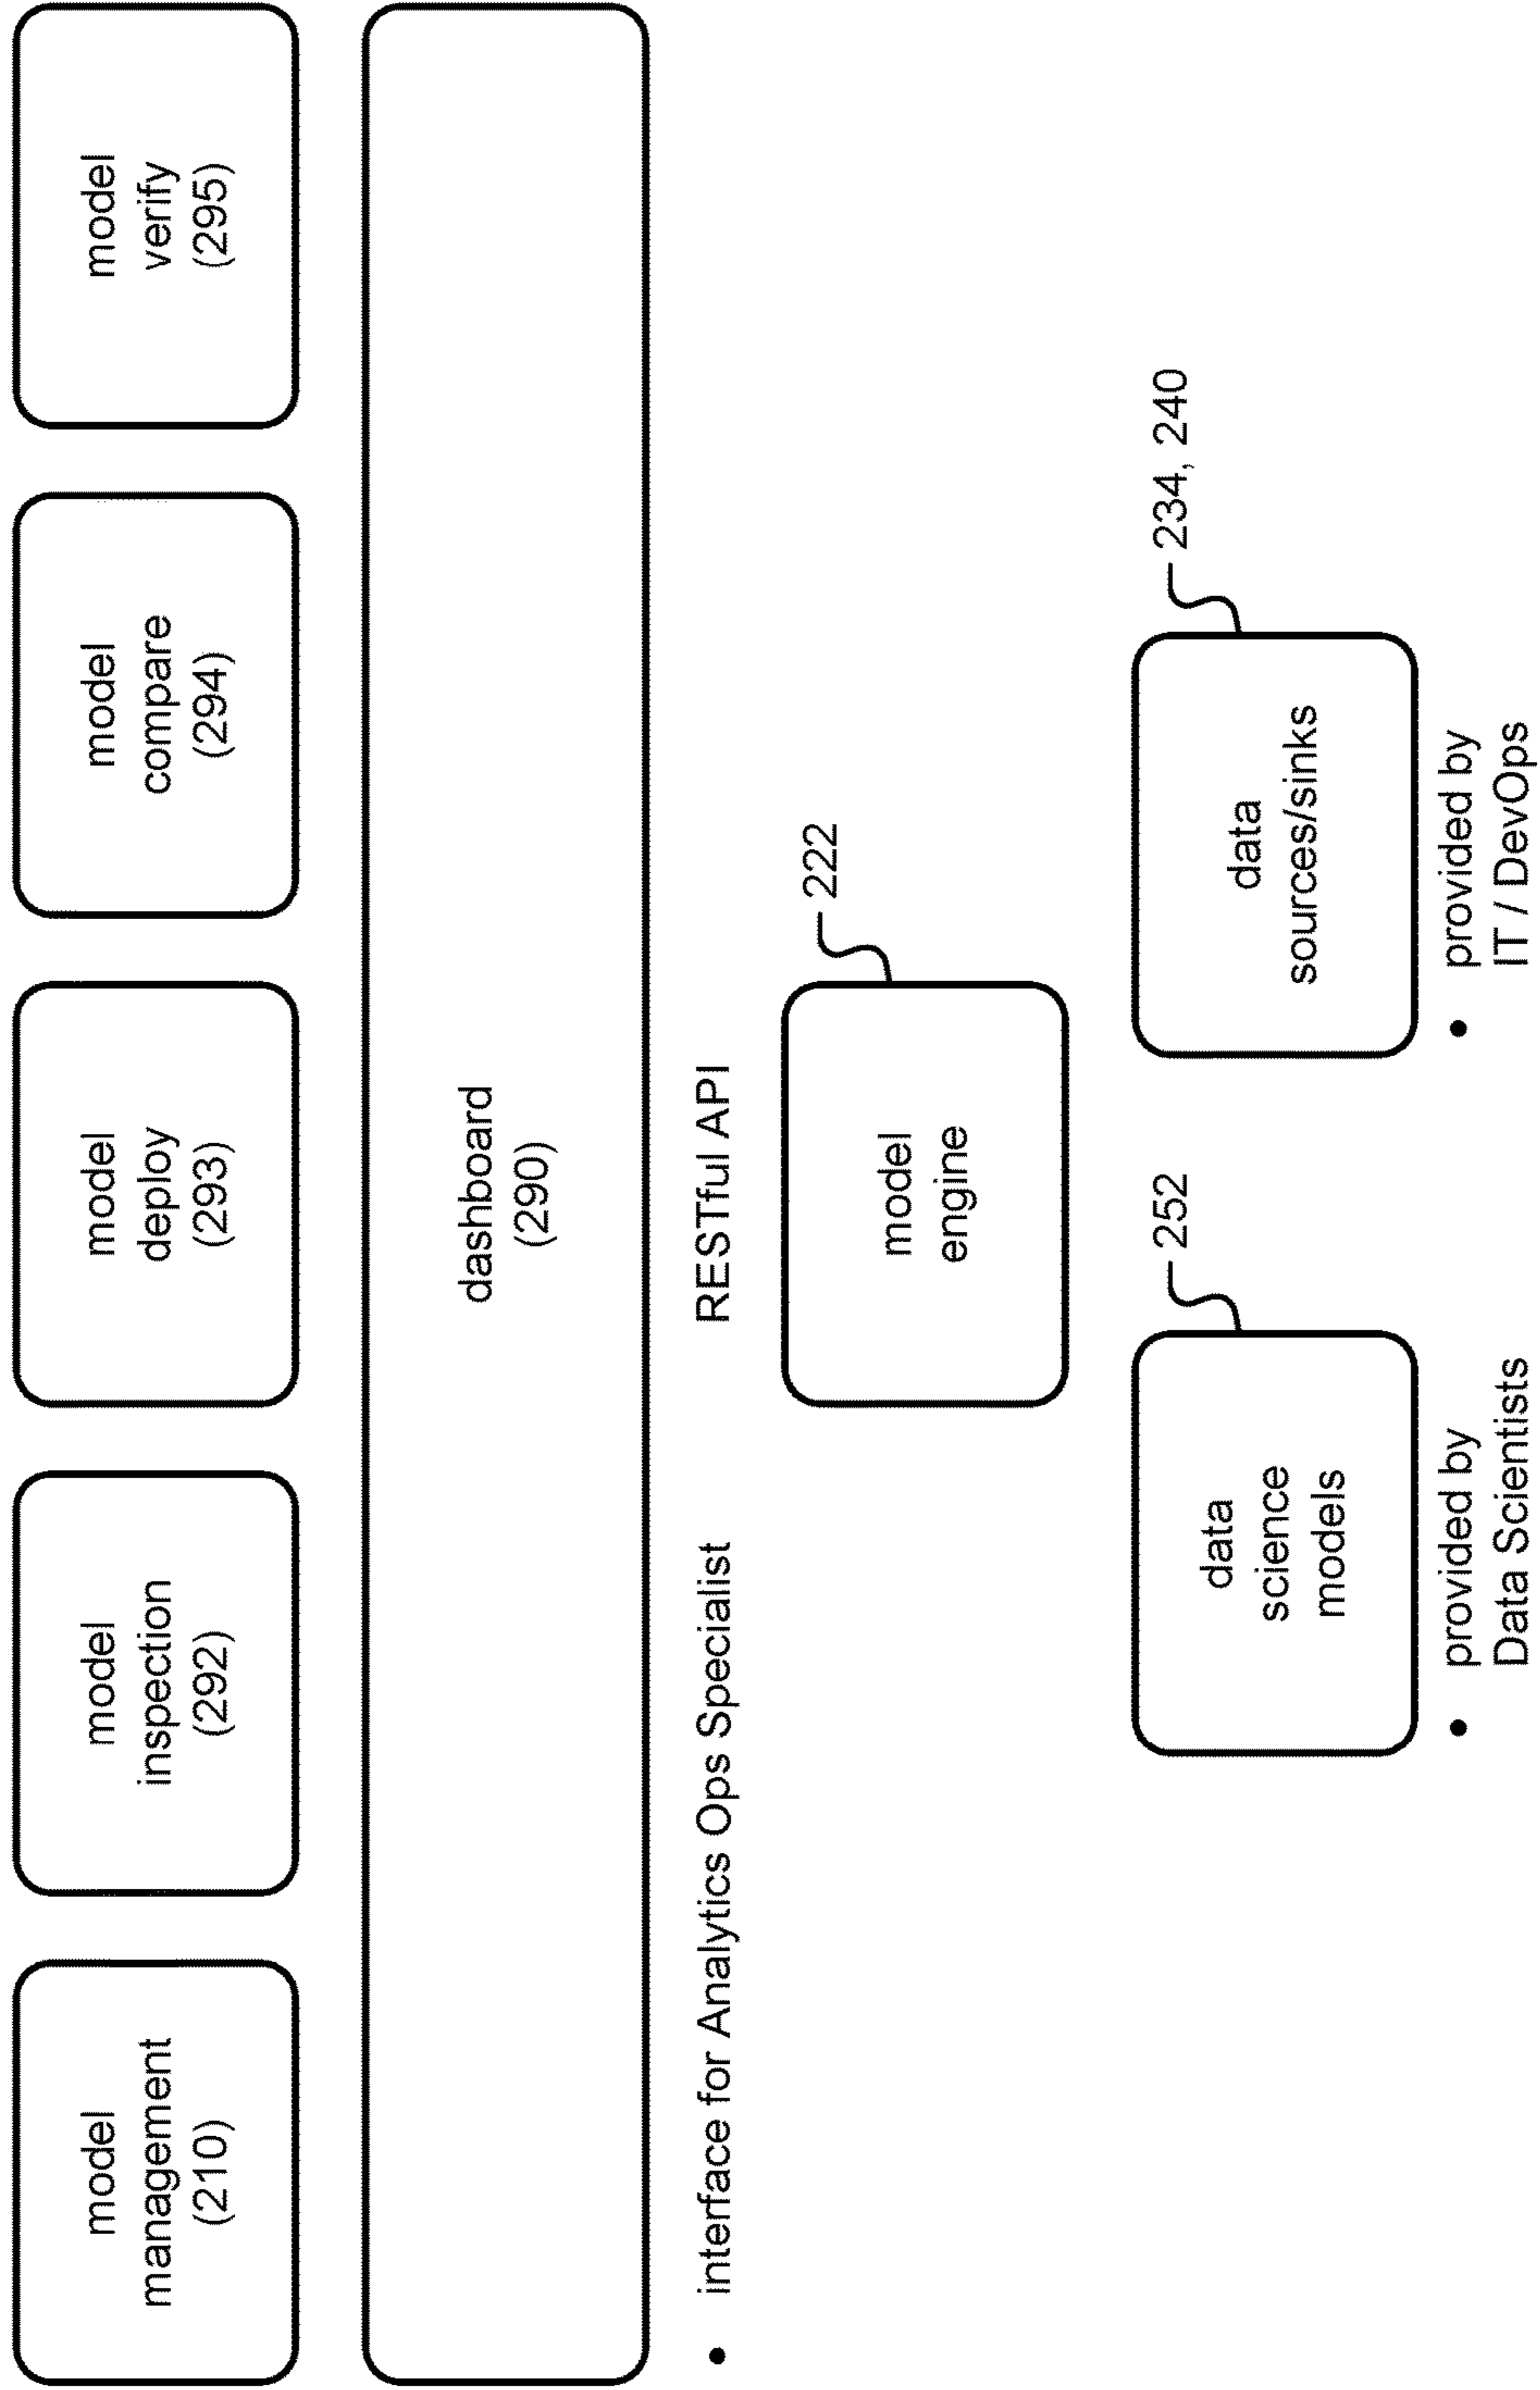 model
management
(210)
model
inspection
(292)
model
deploy
(293)
model
compare
(294)
model
verify
(295)
dashboard
(290)
• interface for Analytics Ops Specialist
RESTful API
model
engine
222
data
science
models
252
• provided by
Data Scientists
data
sources/sinks
234, 240
• provided by
IT / DevOps